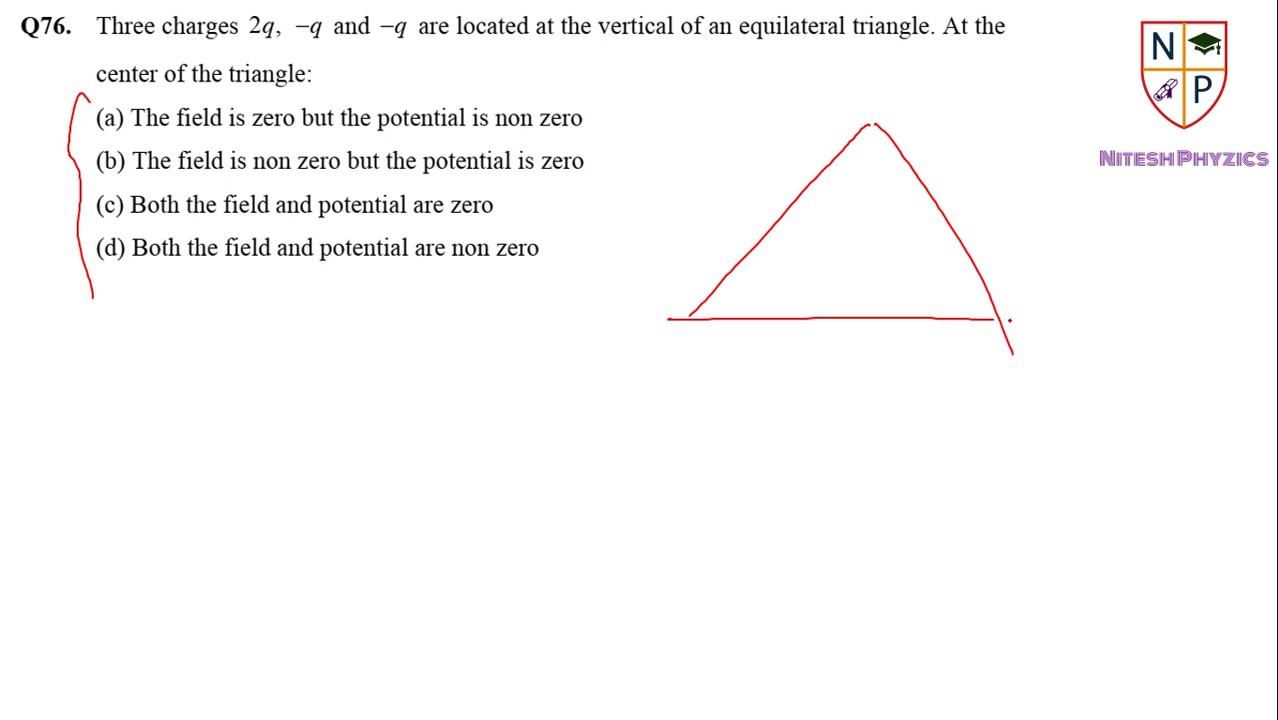 Q76. Three charges 2q, −q and −q are located at the vertical of an equilateral triangle. At the
center of the triangle:
(a) The field is zero but the potential is non zero
(b) The field is non zero but the potential is zero
(c) Both the field and potential are zero
(d) Both the field and potential are non zero
N
P
NITESH PHYZICS